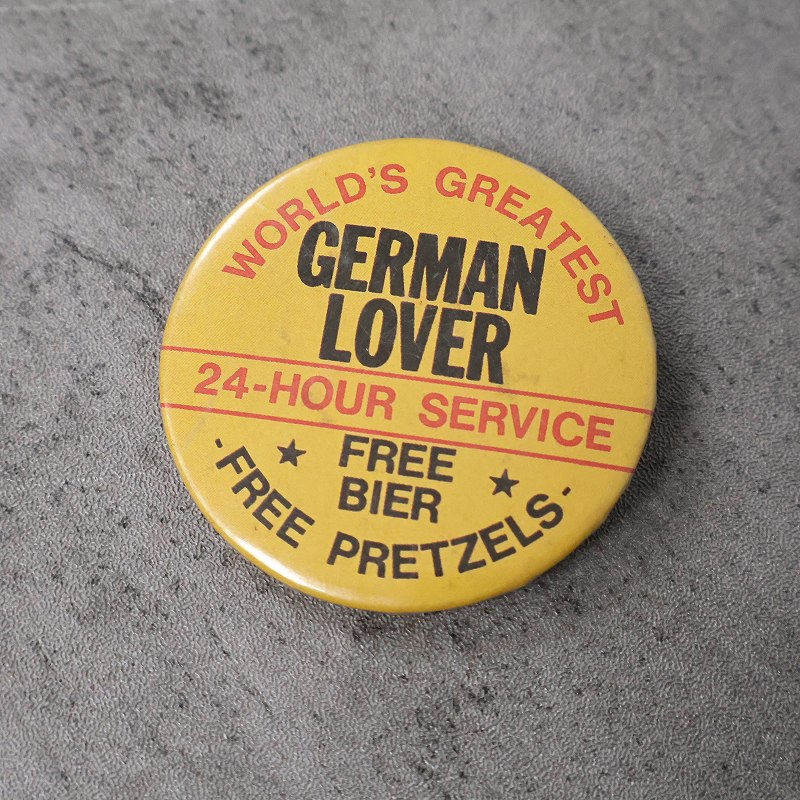 WORLD'S GREATEST
GERMAN
LOVER
24-HOUR SERVICE
★ FREE ★
BIER
-FREE PRETZELS-